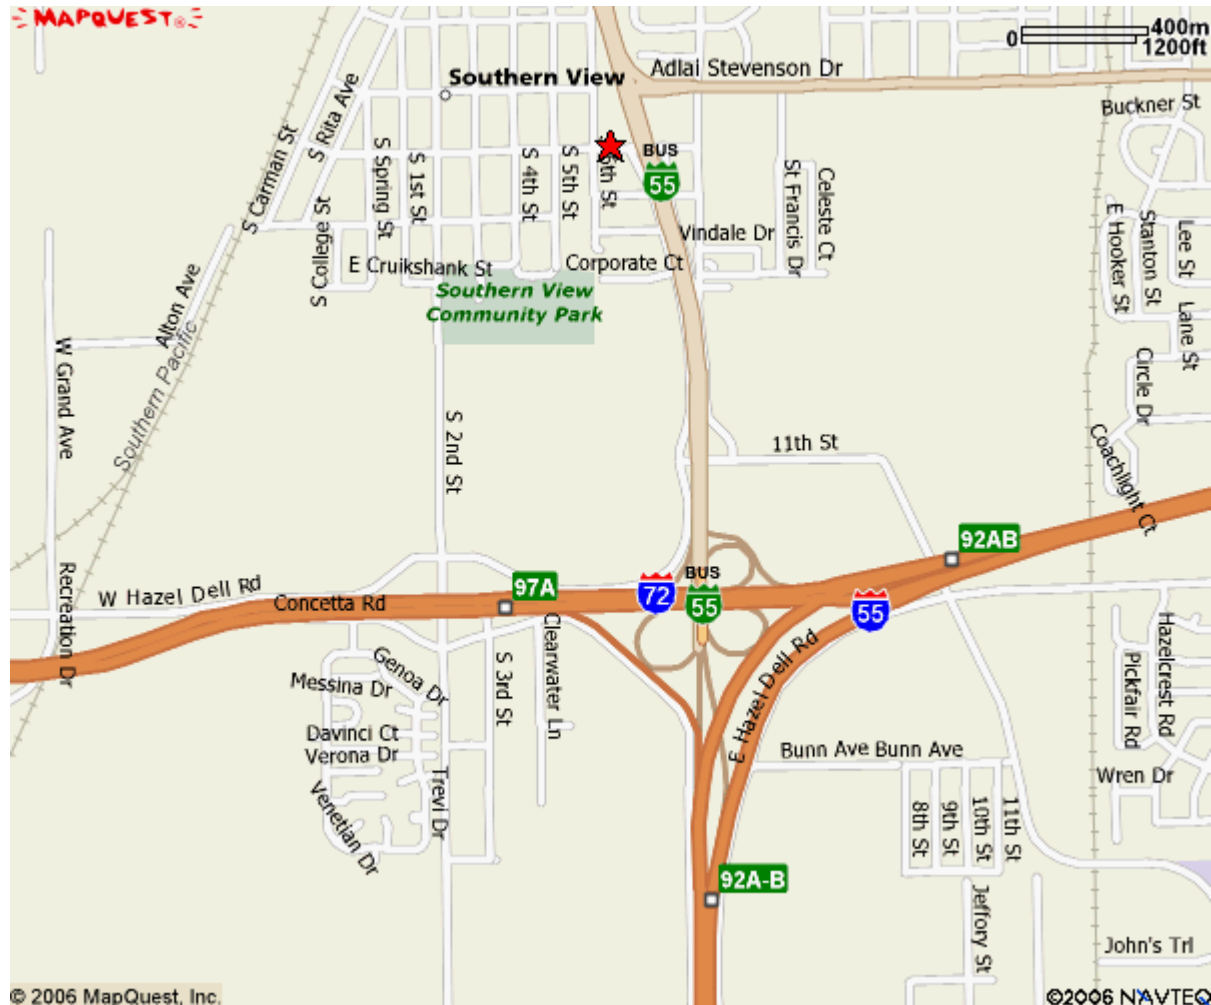 MAPQUEST®
400m
0
1200ft
Adlai Stevenson Dr
Southern View
Buckner St
S Rita Ave
S Carman St
S Spring St
S 1st St
S 4th St
S 5th St
6th St
BUS
55
St Francis Dr
Celeste Ct
E Hooker St
Stanton St
Lee St
Vindale Dr
S College St
E Cruikshank St
Corporate Ct
Southern View
Community Park
Alton Ave
Southern Pacific
W Grand Ave
Lane St
Circle Dr
S 2nd St
11th St
Coachlight Ct
92AB
BUS
97A
72
55
55
W Hazel Dell Rd
Concetta Rd
Recreation Dr
Clearwater Ln
S 3rd St
Genoa Dr
Messina Dr
E Hazel Dell Rd
Hazelcrest Rd
Pickfair Rd
Davinci Ct
Verona Dr
Bunn Ave Bunn Ave
Wren Dr
Trevi Dr
Venetian Dr
8th St
9th St
10th St
11th St
92A-B
Jeffory St
John's Trl
© 2006 MapQuest, Inc.
©2006 NAVTEQ